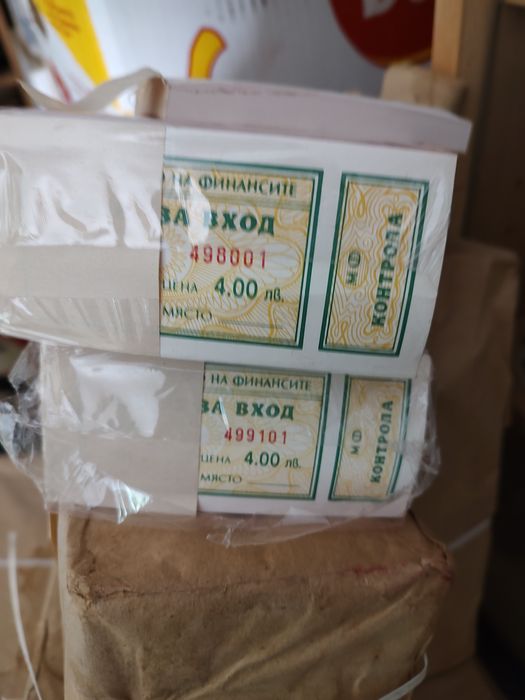 НА ФИНАНСИТЕ
ЗА ВХОД
498001
ЦЕНА 4.00 лв.
МЯСТО
МФ
КОНТРОЛА
НА ФИНАНСИТЕ
ЗА ВХОД
499101
ЦЕНА 4.00 лв.
МЯСТО
МФ
КОНТРОЛА